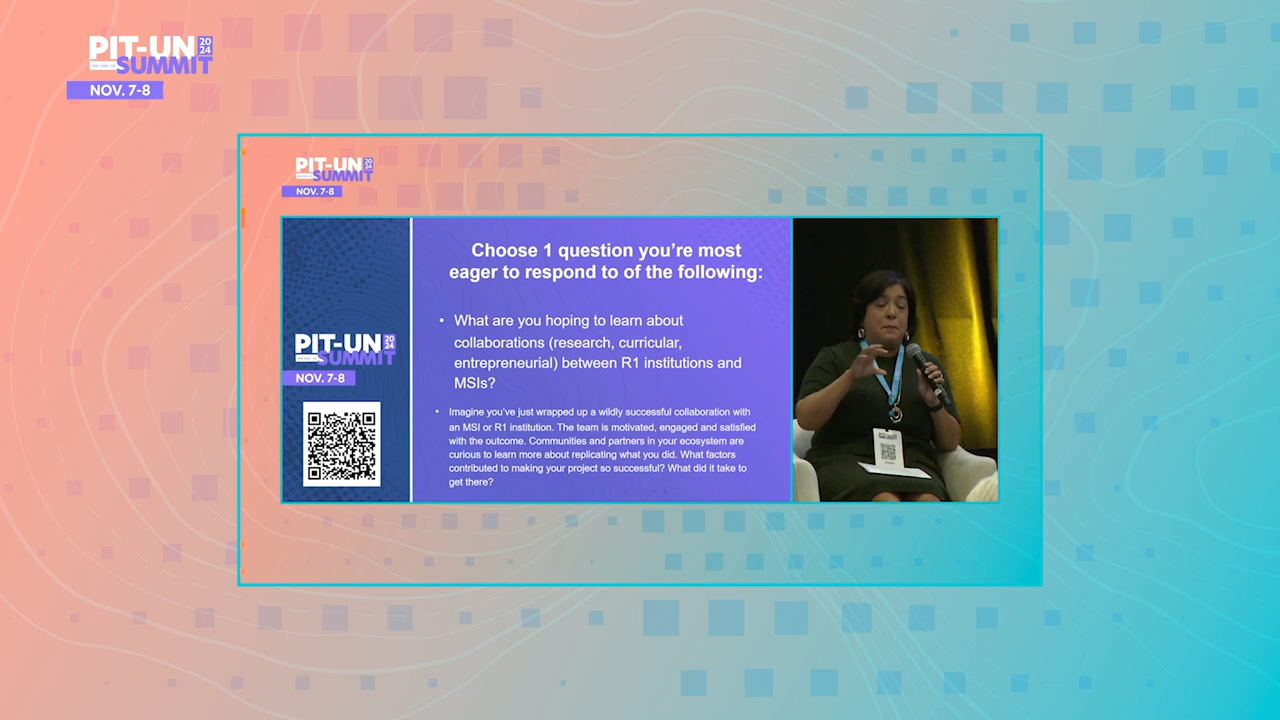 PIT-UN 2024
SUMMIT
NOV. 7-8
PIT-UN 2024
SUMMIT
NOV. 7-8
PIT-UN 2024
SUMMIT
NOV. 7-8
Choose 1 question you’re most
eager to respond to of the following:
• What are you hoping to learn about
collaborations (research, curricular,
entrepreneurial) between R1 institutions and
MSIs?
• Imagine you’ve just wrapped up a wildly successful collaboration with
an MSI or R1 institution. The team is motivated, engaged and satisfied
with the outcome. Communities and partners in your ecosystem are
curious to learn more about replicating what you did. What factors
contributed to making your project so successful? What did it take to
get there?